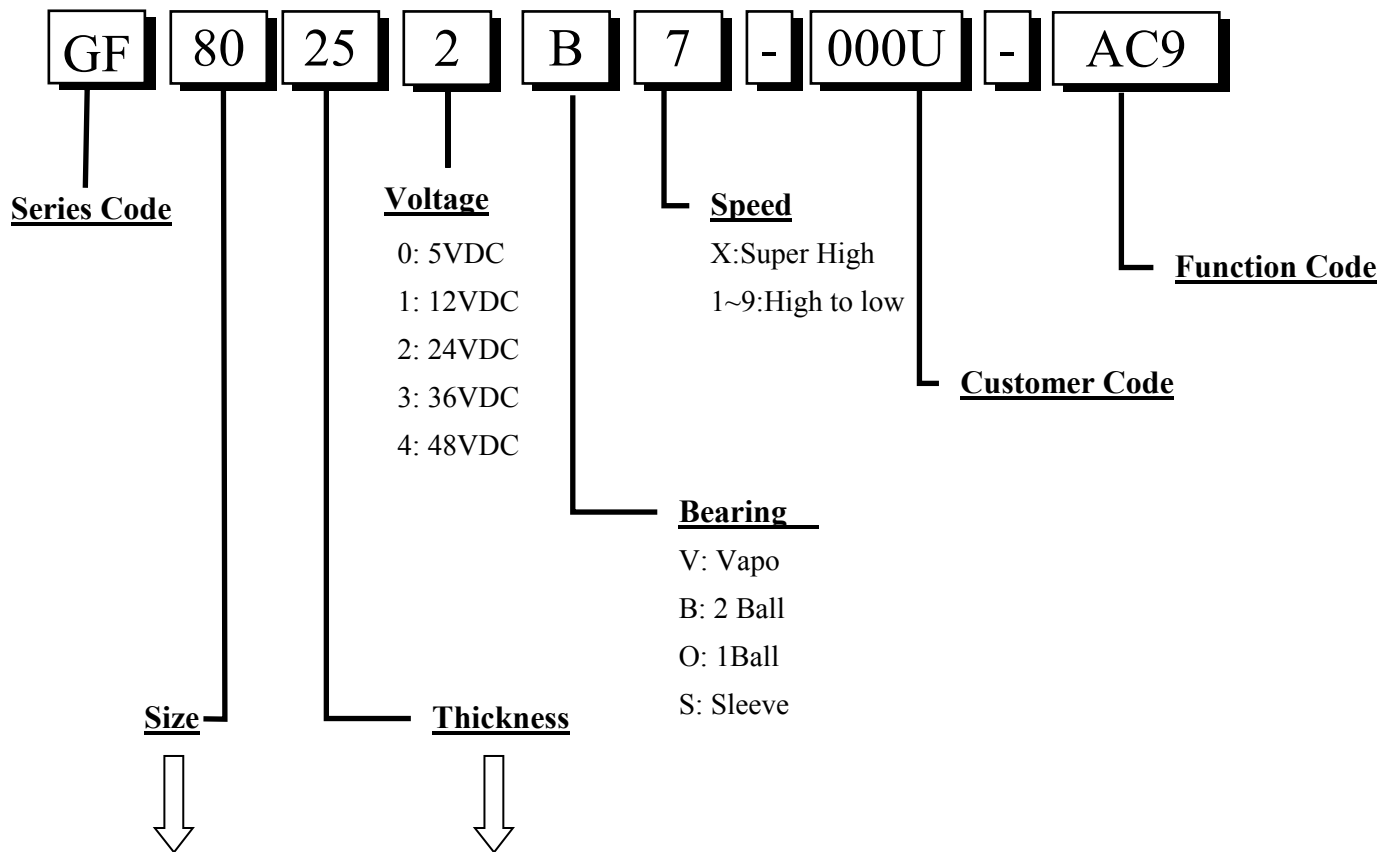 GF 80 25 2 B 7 - 000U - AC9
Series Code
Voltage
0: 5VDC
1: 12VDC
2: 24VDC
3: 36VDC
4: 48VDC
Speed
X:Super High
1~9:High to low
Function Code
Customer Code
Bearing
V: Vapo
B: 2 Ball
O: 1Ball
S: Sleeve
Size
Thickness